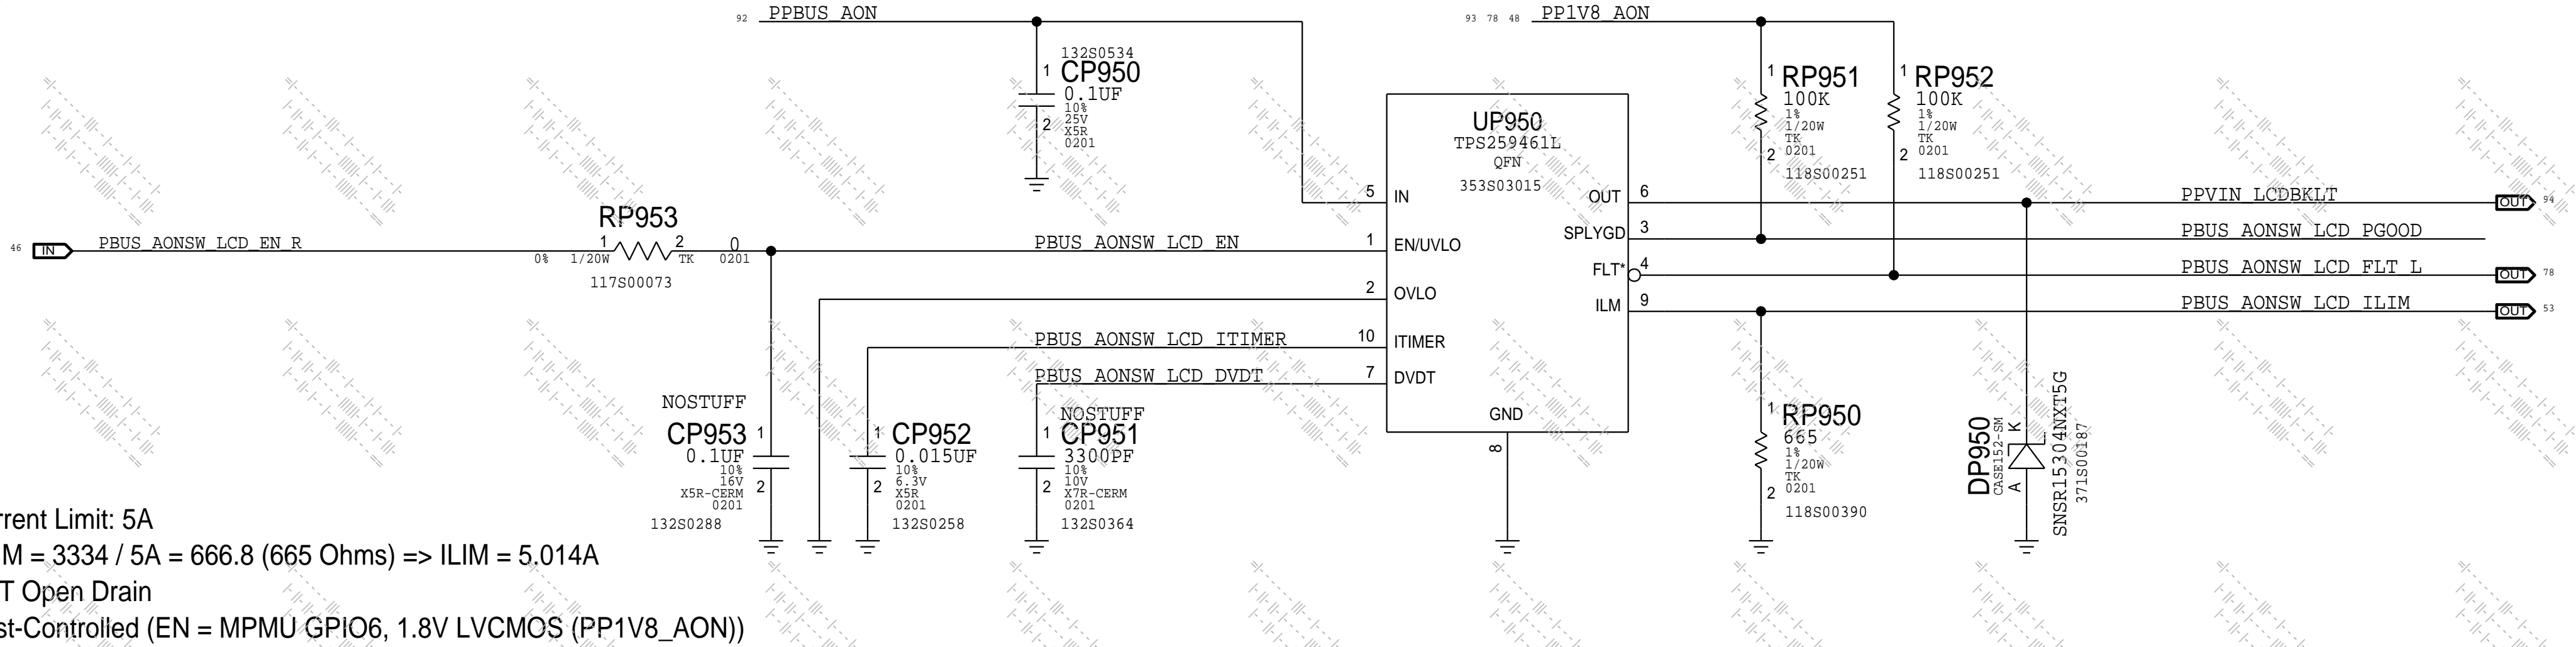 92 PPBUS_AON
93 78 48 PP1V8_AON
132S0534
1 CP950
0.1UF
10%
25V
2 X5R
0201
1 RP951
100K
1%
1/20W
TK
2 0201
118S00251
1 RP952
100K
1%
1/20W
TK
2 0201
118S00251
UP950
TPS259461L
QFN
353S03015
5 IN
1 EN/UVLO
2 OVLO
10 ITIMER
7 DVDT
OUT 6
SPLYGD 3
FLT* 4
ILM 9
GND
8
46 IN PBUS_AONSW_LCD_EN_R
RP953
1 2 0
0% 1/20W TK 0201
117S00073
PBUS_AONSW_LCD_EN
PBUS_AONSW_LCD_ITIMER
PBUS_AONSW_LCD_DVDT
PPVIN_LCDBKLT OUT 94
PBUS_AONSW_LCD_PGOOD
PBUS_AONSW_LCD_FLT_L OUT 78
PBUS_AONSW_LCD_ILIM OUT 53
NOSTUFF
CP953 1
0.1UF
10%
16V 2
X5R-CERM
0201
132S0288
1 CP952
0.015UF
10%
6.3V
2 X5R
0201
132S0258
NOSTUFF
1 CP951
3300PF
10%
10V
2 X7R-CERM
0201
132S0364
1 RP950
665
1%
1/20W
TK
2 0201
118S00390
DP950
CASE152-SM
A K
SNSR15304NXT5G
371S00187
rrent Limit: 5A
M = 3334 / 5A = 666.8 (665 Ohms) => ILIM = 5.014A
T Open Drain
st-Controlled (EN = MPMU GPIO6, 1.8V LVCMOS (PP1V8_AON))